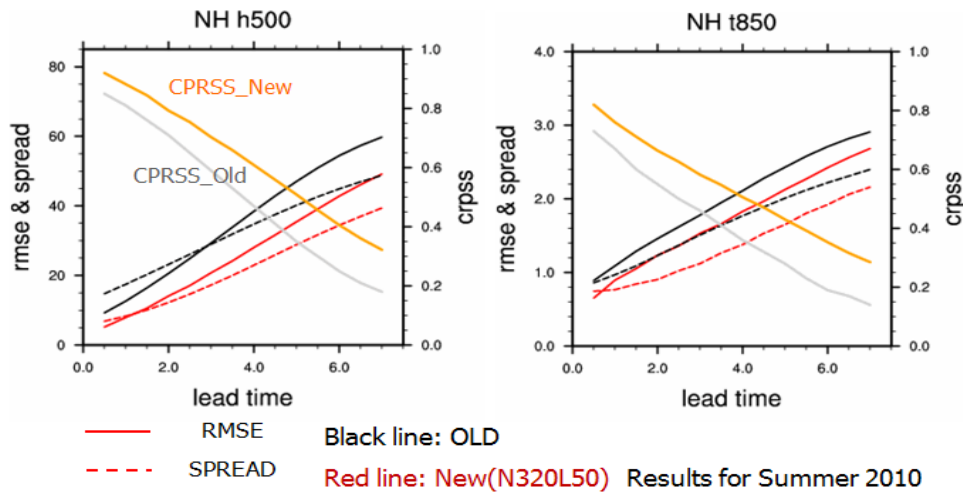 NH h500
80
60
40
20
0
rmse & spread
1.0
0.8
0.6
0.4
0.2
0.0
crpss
CPRSS_New
CPRSS_Old
0.0 2.0 4.0 6.0
lead time
NH t850
4.0
3.0
2.0
1.0
0.0
rmse & spread
1.0
0.8
0.6
0.4
0.2
0.0
crpss
0.0 2.0 4.0 6.0
lead time
RMSE
Black line: OLD
SPREAD
Red line: New(N320L50) Results for Summer 2010